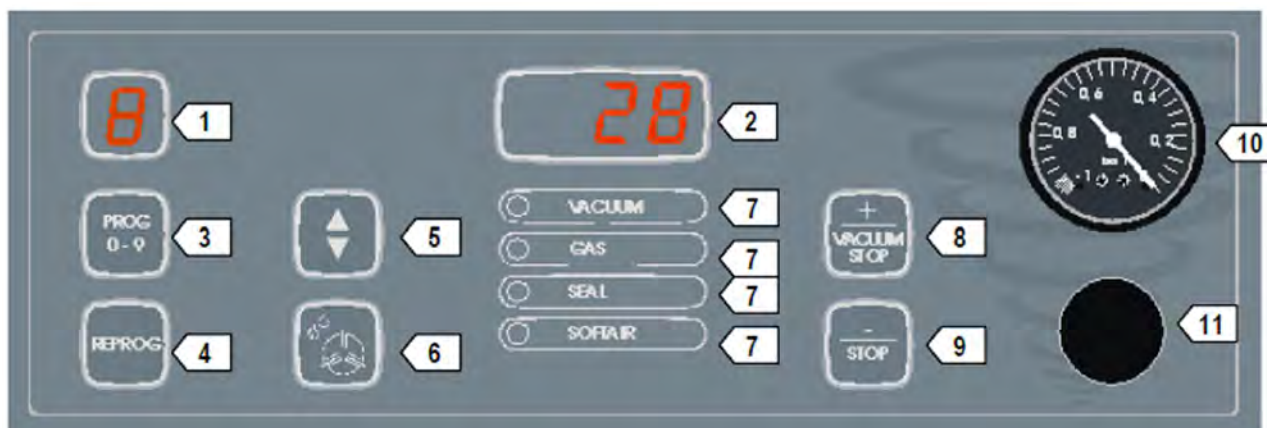 8
1
28
2
0,8
0,6
0,4
0,2
bar
-1
10
PROG
0-9
3
5
VACUUM
7
GAS
7
SEAL
7
SOFTAIR
7
+
VACUUM
STOP
8
REPROG
4
6
-
STOP
9
11